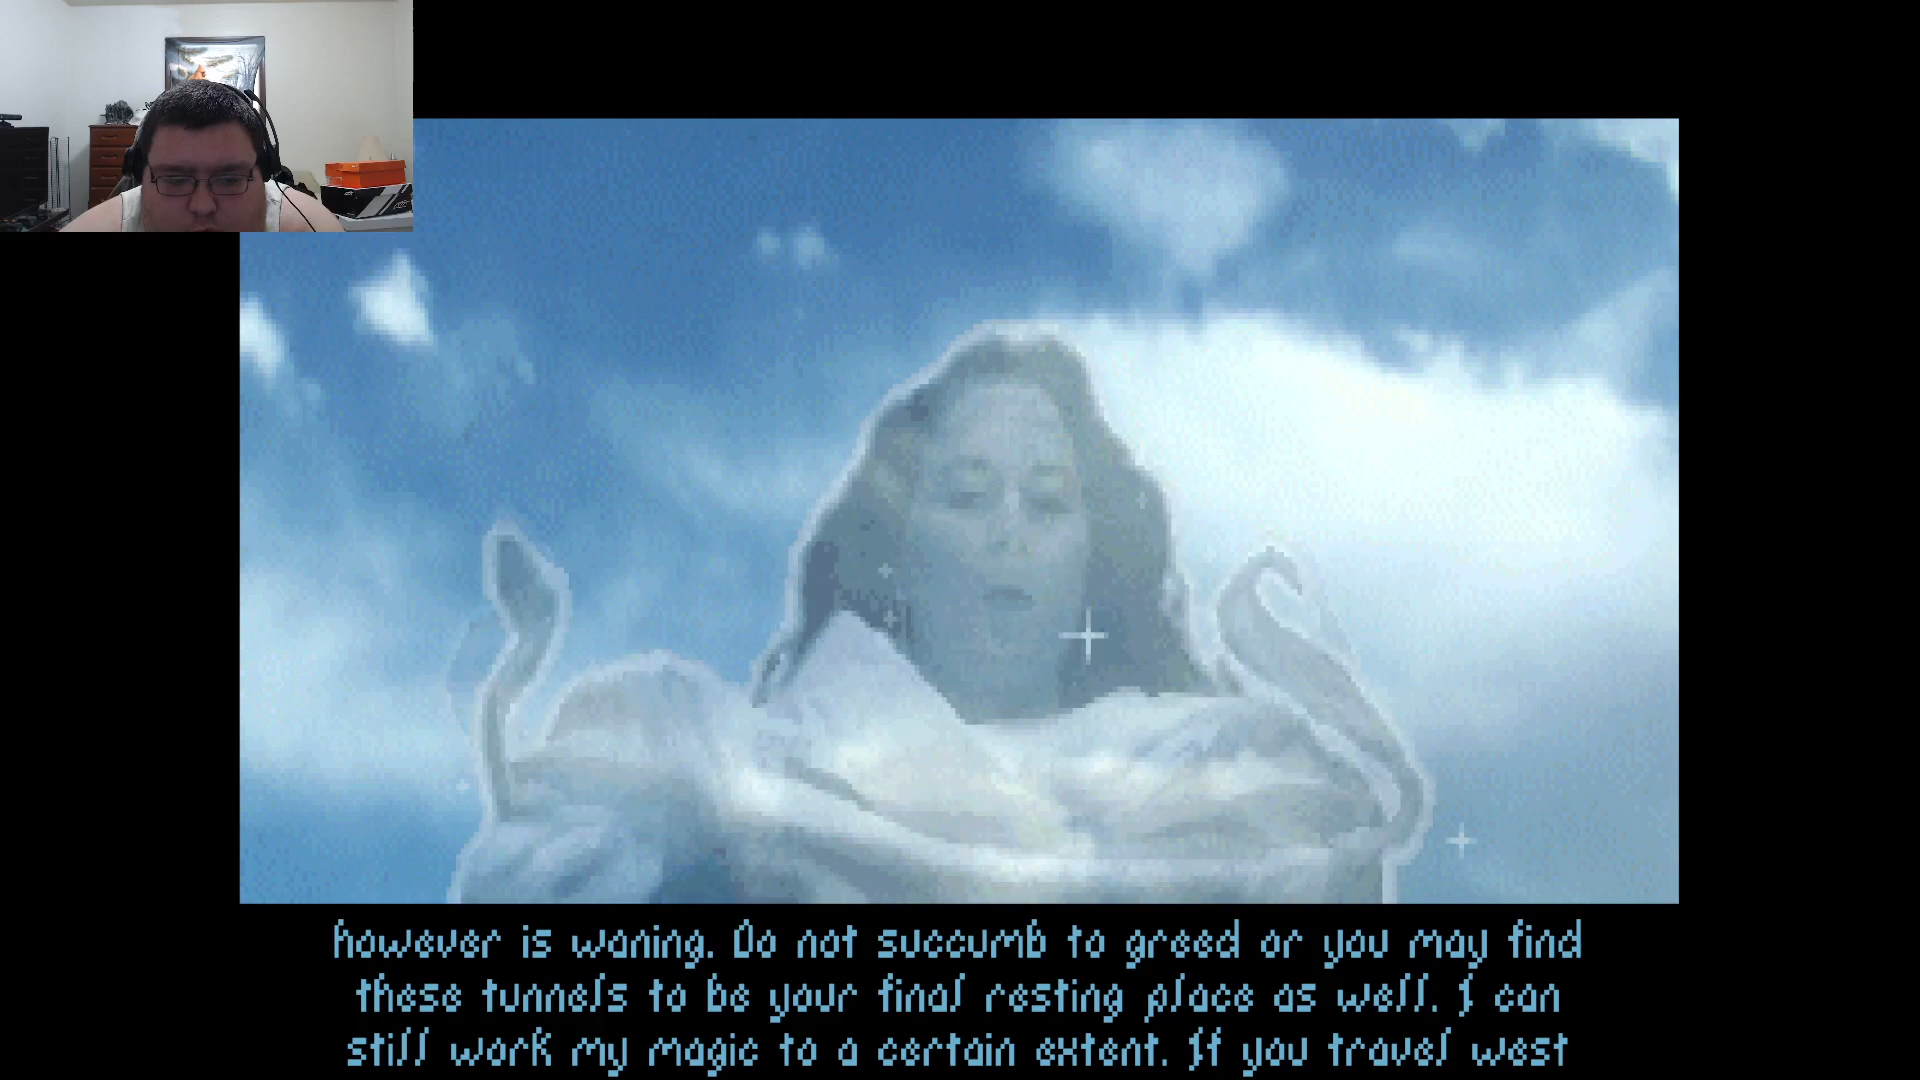 however is waning. Do not succumb to greed or you may find
these tunnels to be your final resting place as well. I can
still work my magic to a certain extent. If you travel west